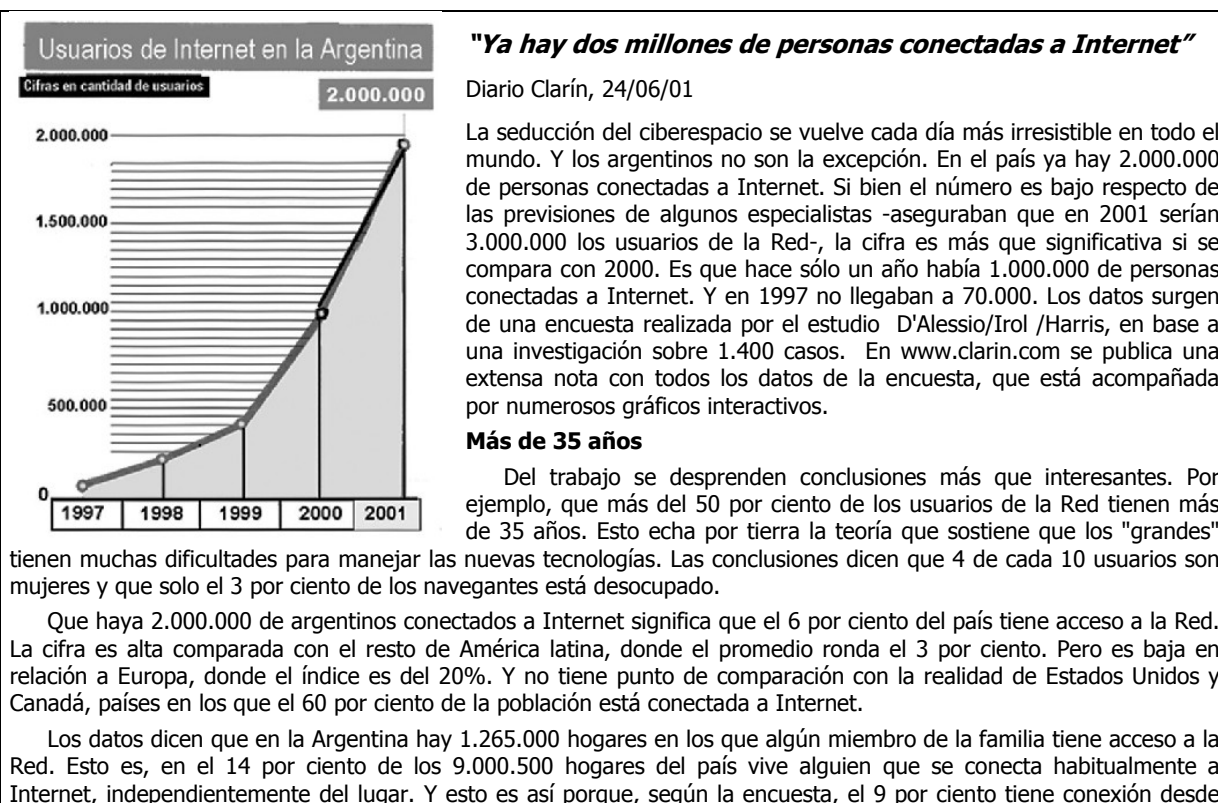 Usuarios de Internet en la Argentina
Cifras en cantidad de usuarios
2.000.000
2.000.000
1.500.000
1.000.000
500.000
0
1997 1998 1999 2000 2001
“Ya hay dos millones de personas conectadas a Internet”
Diario Clarín, 24/06/01
La seducción del ciberespacio se vuelve cada día más irresistible en todo el
mundo. Y los argentinos no son la excepción. En el país ya hay 2.000.000
de personas conectadas a Internet. Si bien el número es bajo respecto de
las previsiones de algunos especialistas -aseguraban que en 2001 serían
3.000.000 los usuarios de la Red-, la cifra es más que significativa si se
compara con 2000. Es que hace sólo un año había 1.000.000 de personas
conectadas a Internet. Y en 1997 no llegaban a 70.000. Los datos surgen
de una encuesta realizada por el estudio D'Alessio/Irol /Harris, en base a
una investigación sobre 1.400 casos. En www.clarin.com se publica una
extensa nota con todos los datos de la encuesta, que está acompañada
por numerosos gráficos interactivos.
Más de 35 años
Del trabajo se desprenden conclusiones más que interesantes. Por
ejemplo, que más del 50 por ciento de los usuarios de la Red tienen más
de 35 años. Esto echa por tierra la teoría que sostiene que los "grandes"
tienen muchas dificultades para manejar las nuevas tecnologías. Las conclusiones dicen que 4 de cada 10 usuarios son
mujeres y que solo el 3 por ciento de los navegantes está desocupado.
Que haya 2.000.000 de argentinos conectados a Internet significa que el 6 por ciento del país tiene acceso a la Red.
La cifra es alta comparada con el resto de América latina, donde el promedio ronda el 3 por ciento. Pero es baja en
relación a Europa, donde el índice es del 20%. Y no tiene punto de comparación con la realidad de Estados Unidos y
Canadá, países en los que el 60 por ciento de la población está conectada a Internet.
Los datos dicen que en la Argentina hay 1.265.000 hogares en los que algún miembro de la familia tiene acceso a la
Red. Esto es, en el 14 por ciento de los 9.000.500 hogares del país vive alguien que se conecta habitualmente a
Internet, independientemente del lugar. Y esto es así porque, según la encuesta, el 9 por ciento tiene conexión desde